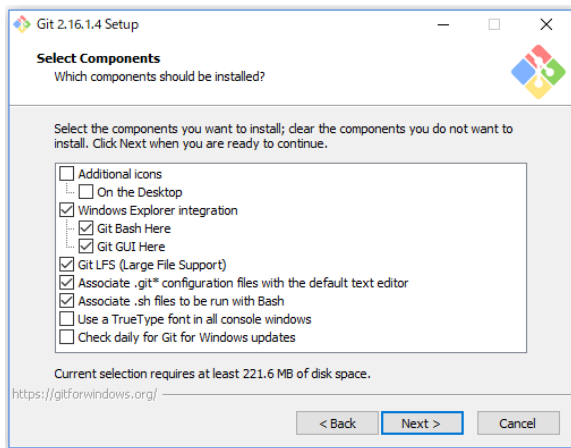 Git 2.16.1.4 Setup
Select Components
Which components should be installed?
Select the components you want to install; clear the components you do not want to
install. Click Next when you are ready to continue.
Additional icons
On the Desktop
Windows Explorer integration
Git Bash Here
Git GUI Here
Git LFS (Large File Support)
Associate .git* configuration files with the default text editor
Associate .sh files to be run with Bash
Use a TrueType font in all console windows
Check daily for Git for Windows updates
Current selection requires at least 221.6 MB of disk space.
https://gitforwindows.org/
< Back Next > Cancel